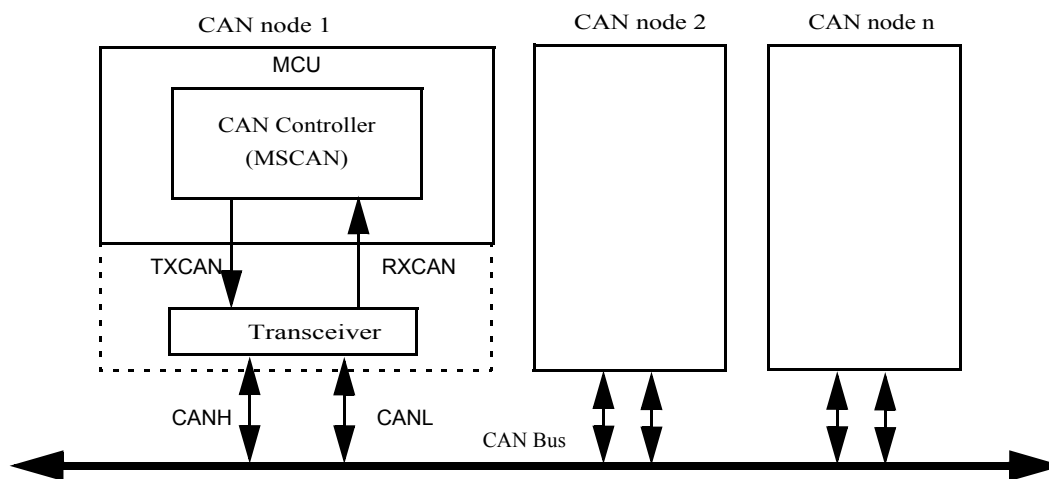 CAN node 1
CAN node 2
CAN node n
MCU
CAN Controller
(MSCAN)
TXCAN
RXCAN
Transceiver
CANH
CANL
CAN Bus